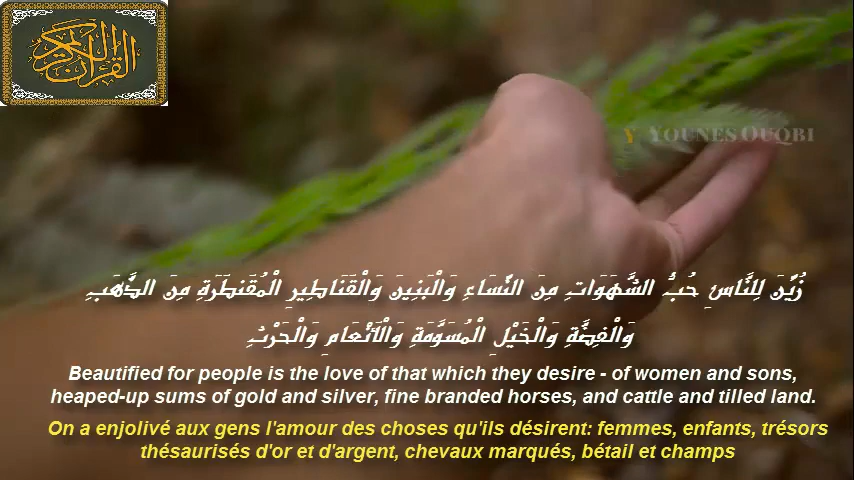 القرآن الكريم
Y YOUNES OUQBI
زُيِّنَ لِلنَّاسِ حُبُّ الشَّهَوَاتِ مِنَ النِّسَاءِ وَالْبَنِينَ وَالْقَنَاطِيرِ الْمُقَنطَرَةِ مِنَ الذَّهَبِ
وَالْفِضَّةِ وَالْخَيْلِ الْمُسَوَّمَةِ وَالْأَنْعَامِ وَالْحَرْثِ
Beautified for people is the love of that which they desire - of women and sons,
heaped-up sums of gold and silver, fine branded horses, and cattle and tilled land.
On a enjolivé aux gens l'amour des choses qu'ils désirent: femmes, enfants, trésors
thésaurisés d'or et d'argent, chevaux marqués, bétail et champs